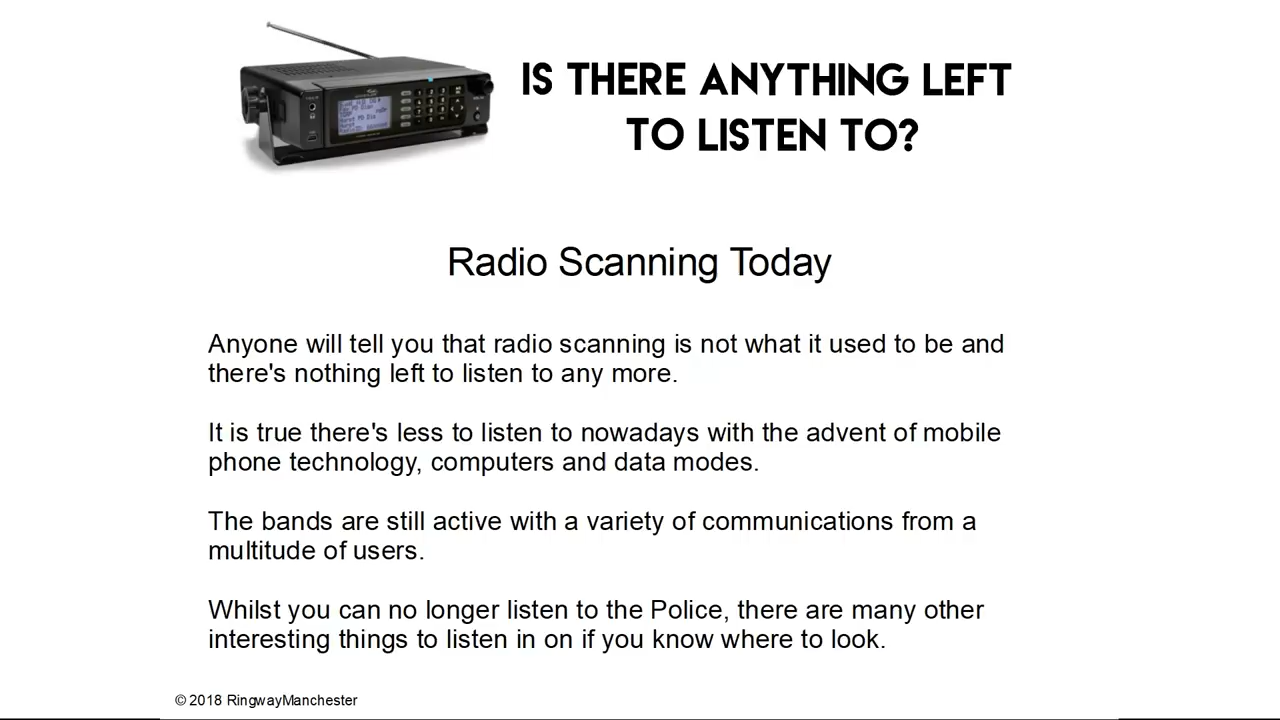 IS THERE ANYTHING LEFT
TO LISTEN TO?
Radio Scanning Today
Anyone will tell you that radio scanning is not what it used to be and
there's nothing left to listen to any more.
It is true there's less to listen to nowadays with the advent of mobile
phone technology, computers and data modes.
The bands are still active with a variety of communications from a
multitude of users.
Whilst you can no longer listen to the Police, there are many other
interesting things to listen in on if you know where to look.
© 2018 RingwayManchester